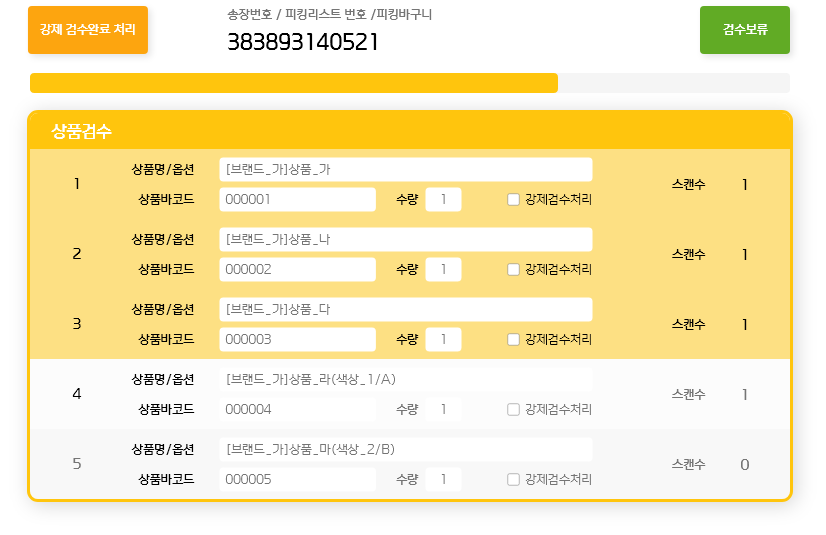 강제 검수완료 처리
송장번호 / 피킹리스트 번호 /피킹바구니
383893140521
검수보류
상품검수
1 상품명/옵션 [브랜드_가]상품_가 스캔수 1
상품바코드 000001 수량 1 강제검수처리
2 상품명/옵션 [브랜드_가]상품_나 스캔수 1
상품바코드 000002 수량 1 강제검수처리
3 상품명/옵션 [브랜드_가]상품_다 스캔수 1
상품바코드 000003 수량 1 강제검수처리
4 상품명/옵션 [브랜드_가]상품_라(색상_1/A) 스캔수 1
상품바코드 000004 수량 1 강제검수처리
5 상품명/옵션 [브랜드_가]상품_마(색상_2/B) 스캔수 0
상품바코드 000005 수량 1 강제검수처리